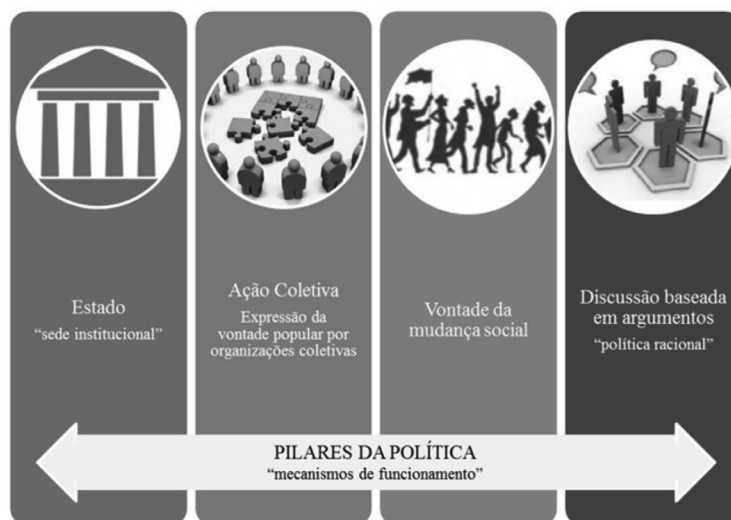 Estado
“sede institucional”
Ação Coletiva
Expressão da
vontade popular por
organizações coletivas
Vontade da
mudança social
Discussão baseada
em argumentos
“política racional”
PILARES DA POLÍTICA
“mecanismos de funcionamento”